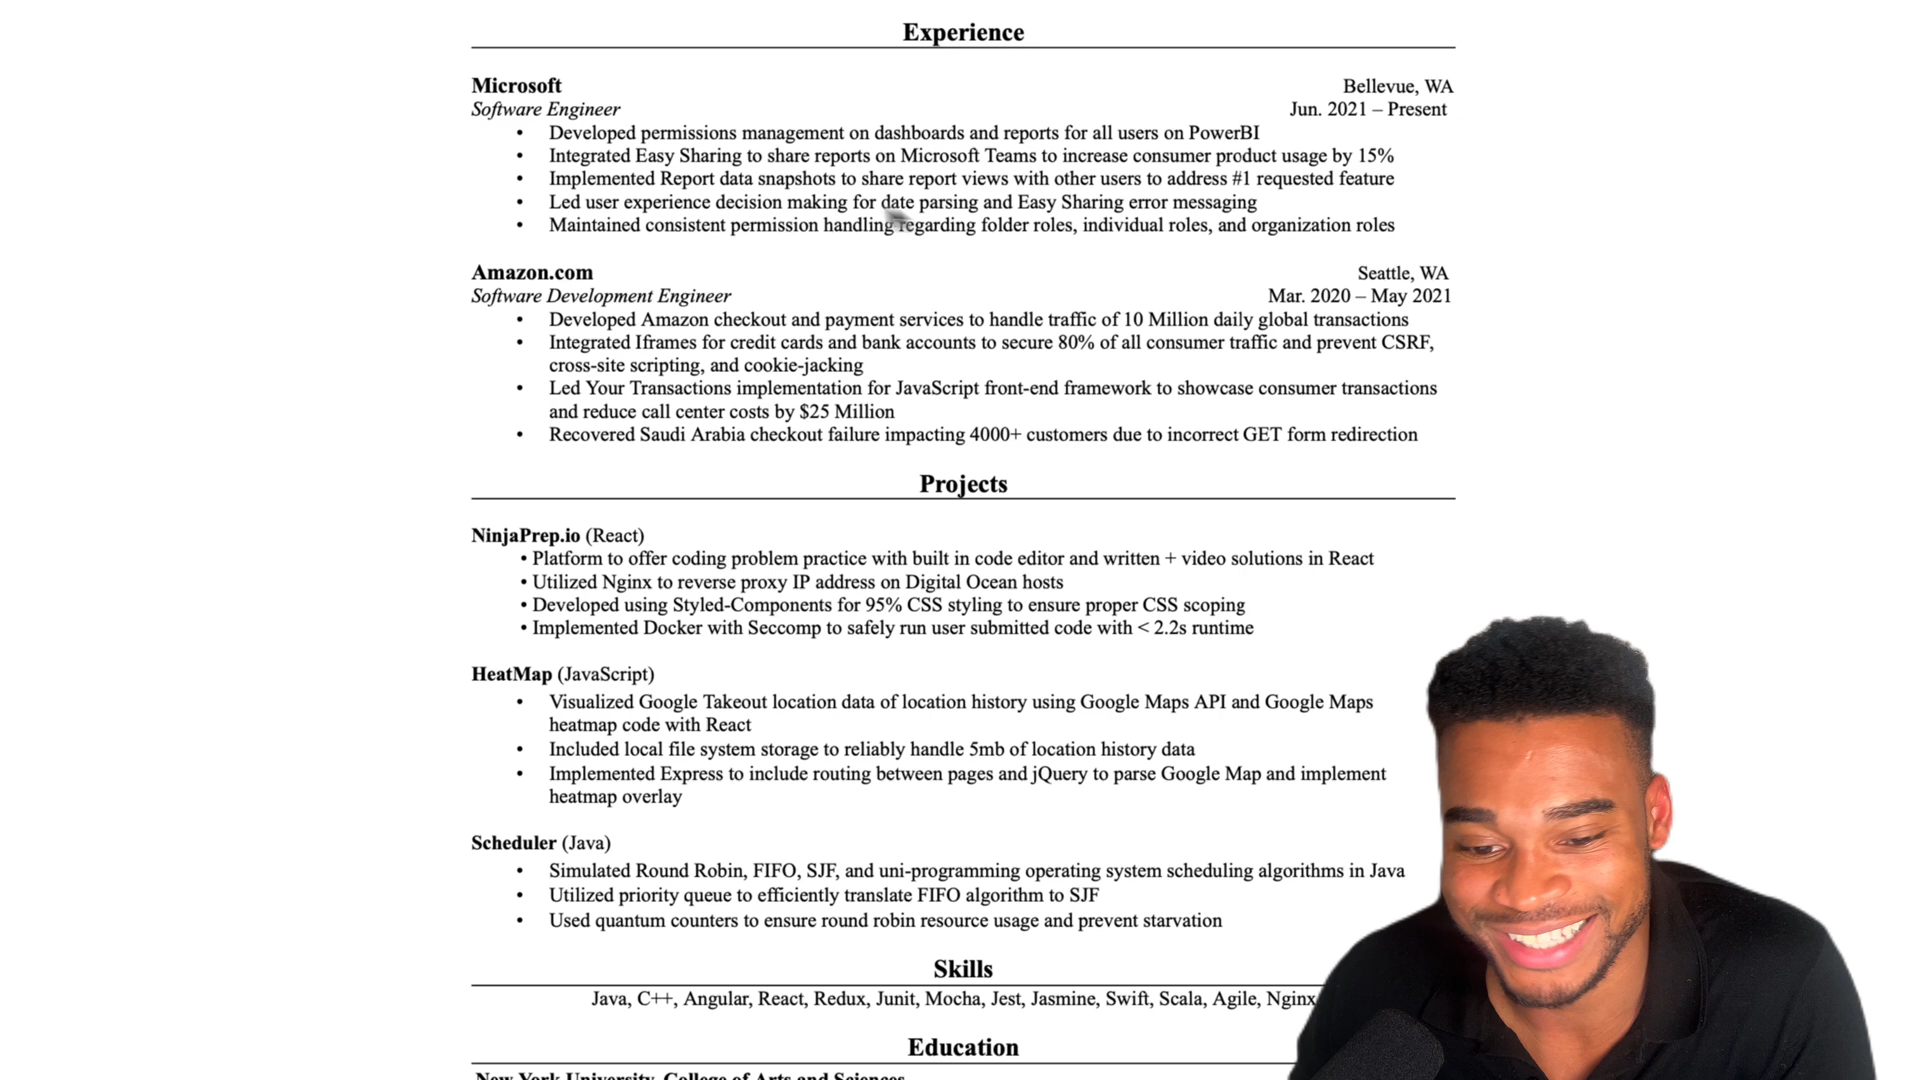 Experience
Microsoft Bellevue, WA
Software Engineer Jun. 2021 – Present
• Developed permissions management on dashboards and reports for all users on PowerBI
• Integrated Easy Sharing to share reports on Microsoft Teams to increase consumer product usage by 15%
• Implemented Report data snapshots to share report views with other users to address #1 requested feature
• Led user experience decision making for date parsing and Easy Sharing error messaging
• Maintained consistent permission handling regarding folder roles, individual roles, and organization roles
Amazon.com Seattle, WA
Software Development Engineer Mar. 2020 – May 2021
• Developed Amazon checkout and payment services to handle traffic of 10 Million daily global transactions
• Integrated Iframes for credit cards and bank accounts to secure 80% of all consumer traffic and prevent CSRF,
cross-site scripting, and cookie-jacking
• Led Your Transactions implementation for JavaScript front-end framework to showcase consumer transactions
and reduce call center costs by $25 Million
• Recovered Saudi Arabia checkout failure impacting 4000+ customers due to incorrect GET form redirection
Projects
NinjaPrep.io (React)
• Platform to offer coding problem practice with built in code editor and written + video solutions in React
• Utilized Nginx to reverse proxy IP address on Digital Ocean hosts
• Developed using Styled-Components for 95% CSS styling to ensure proper CSS scoping
• Implemented Docker with Seccomp to safely run user submitted code with < 2.2s runtime
HeatMap (JavaScript)
• Visualized Google Takeout location data of location history using Google Maps API and Google Maps
heatmap code with React
• Included local file system storage to reliably handle 5mb of location history data
• Implemented Express to include routing between pages and jQuery to parse Google Map and implement
heatmap overlay
Scheduler (Java)
• Simulated Round Robin, FIFO, SJF, and uni-programming operating system scheduling algorithms in Java
• Utilized priority queue to efficiently translate FIFO algorithm to SJF
• Used quantum counters to ensure round robin resource usage and prevent starvation
Skills
Java, C++, Angular, React, Redux, Junit, Mocha, Jest, Jasmine, Swift, Scala, Agile, Nginx
Education
New York University, College of Arts and Sciences